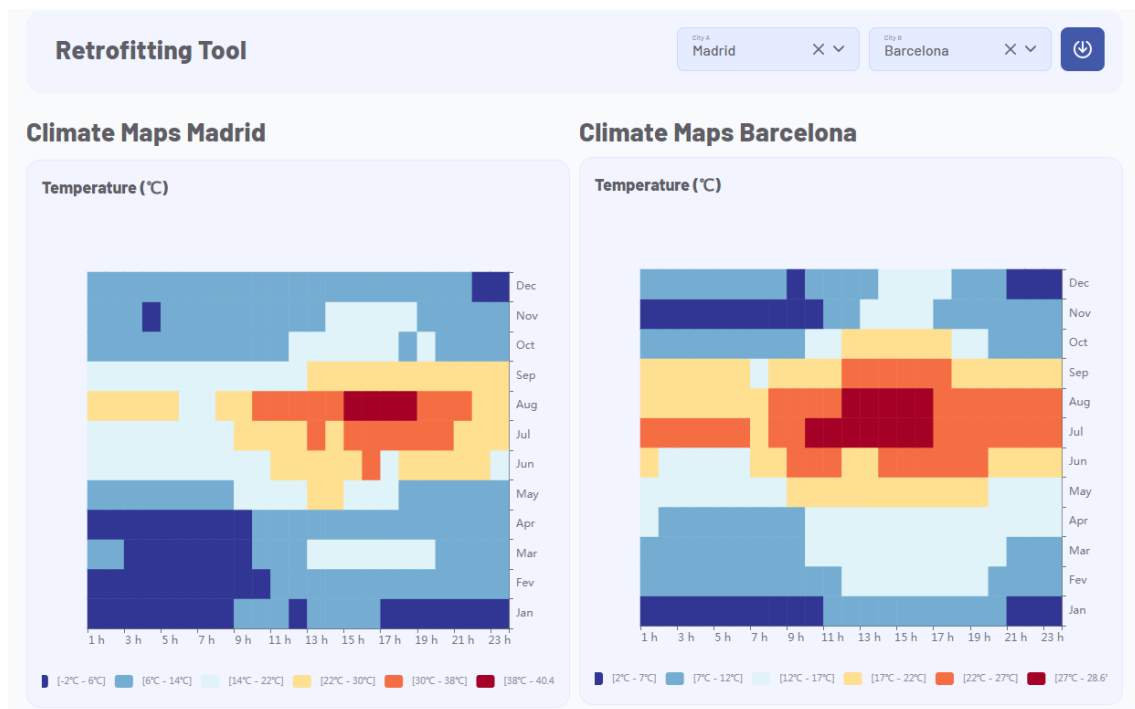 Retrofitting Tool
City A
Madrid
City B
Barcelona
Climate Maps Madrid
Temperature (℃)
Dec
Nov
Oct
Sep
Aug
Jul
Jun
May
Apr
Mar
Fev
Jan
1 h 3 h 5 h 7 h 9 h 11 h 13 h 15 h 17 h 19 h 21 h 23 h
[-2℃ - 6℃] [6℃ - 14℃] [14℃ - 22℃] [22℃ - 30℃] [30℃ - 38℃] [38℃ - 40.4
Climate Maps Barcelona
Temperature (℃)
Dec
Nov
Oct
Sep
Aug
Jul
Jun
May
Apr
Mar
Fev
Jan
1 h 3 h 5 h 7 h 9 h 11 h 13 h 15 h 17 h 19 h 21 h 23 h
[2℃ - 7℃] [7℃ - 12℃] [12℃ - 17℃] [17℃ - 22℃] [22℃ - 27℃] [27℃ - 28.6°